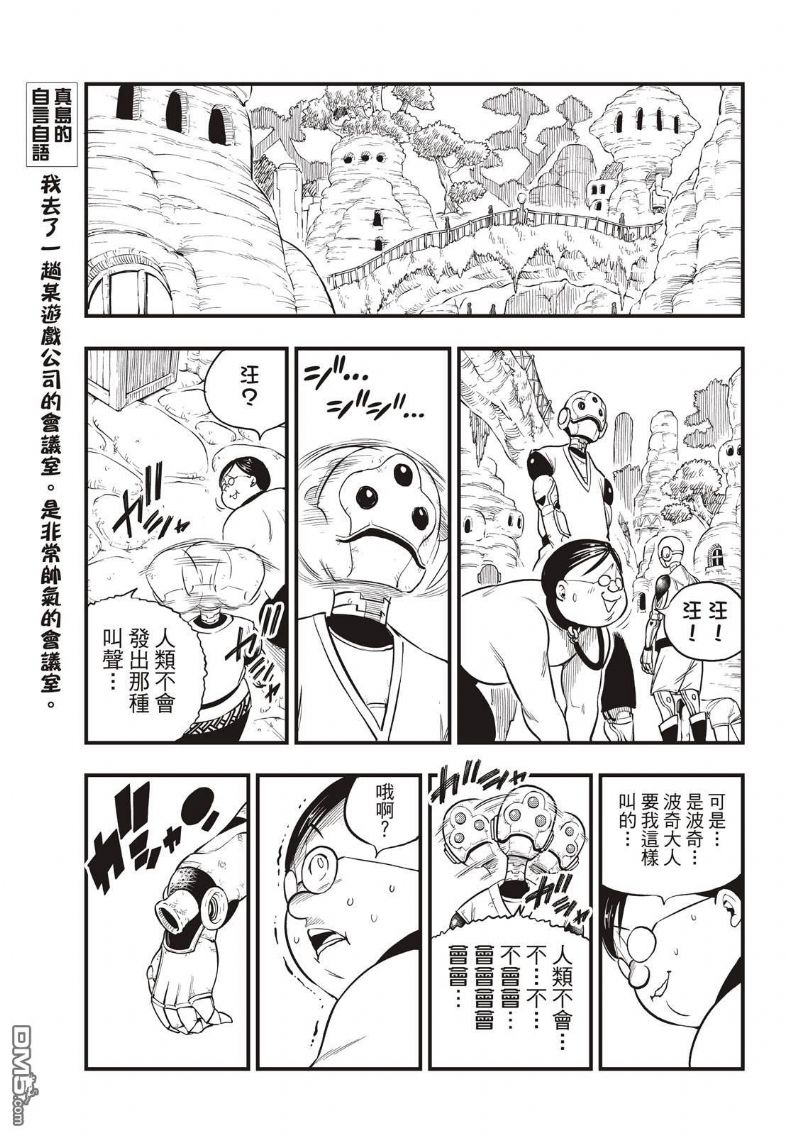 真島的
自言自語
我去了一趟某遊戲公司的會議室。是非常帥氣的會議室。
汪！
汪！
ジジ…
ジジ…
汪？
人類不會
發出那種
叫聲…
可是…
是波奇…
波奇大人
要我這樣
叫的…
人類不會…
不…不…
不會會…
會會會會
會會…
哦啊？
DM5.com